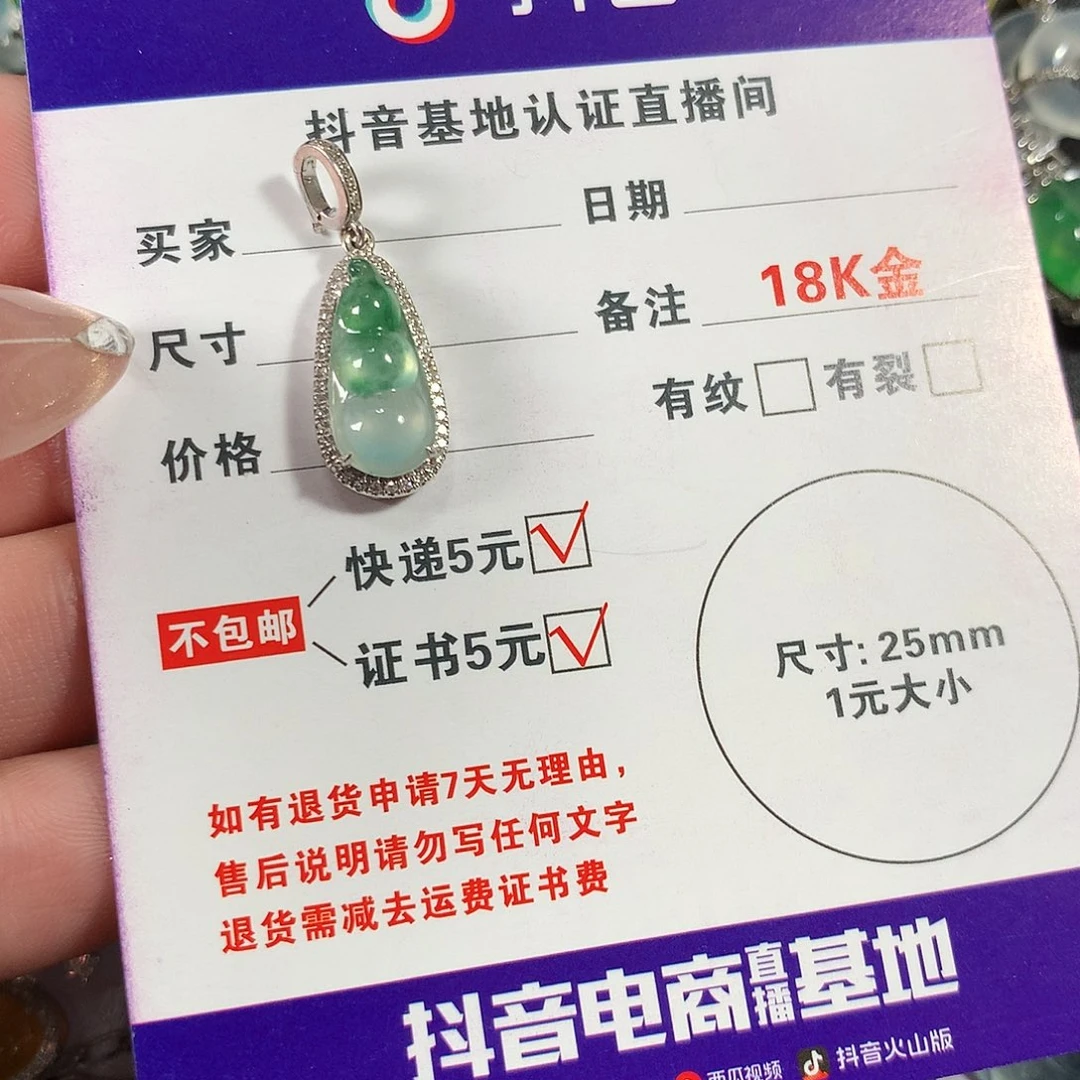 抖音基地认证直播间
买家 日期
尺寸 备注 18K金
有纹 有裂
价格
快递5元
不包邮
证书5元
尺寸: 25mm
1元大小
如有退货申请7天无理由，
售后说明请勿写任何文字
退货需减去运费证书费
抖音电商直播基地
西瓜视频 抖音火山版